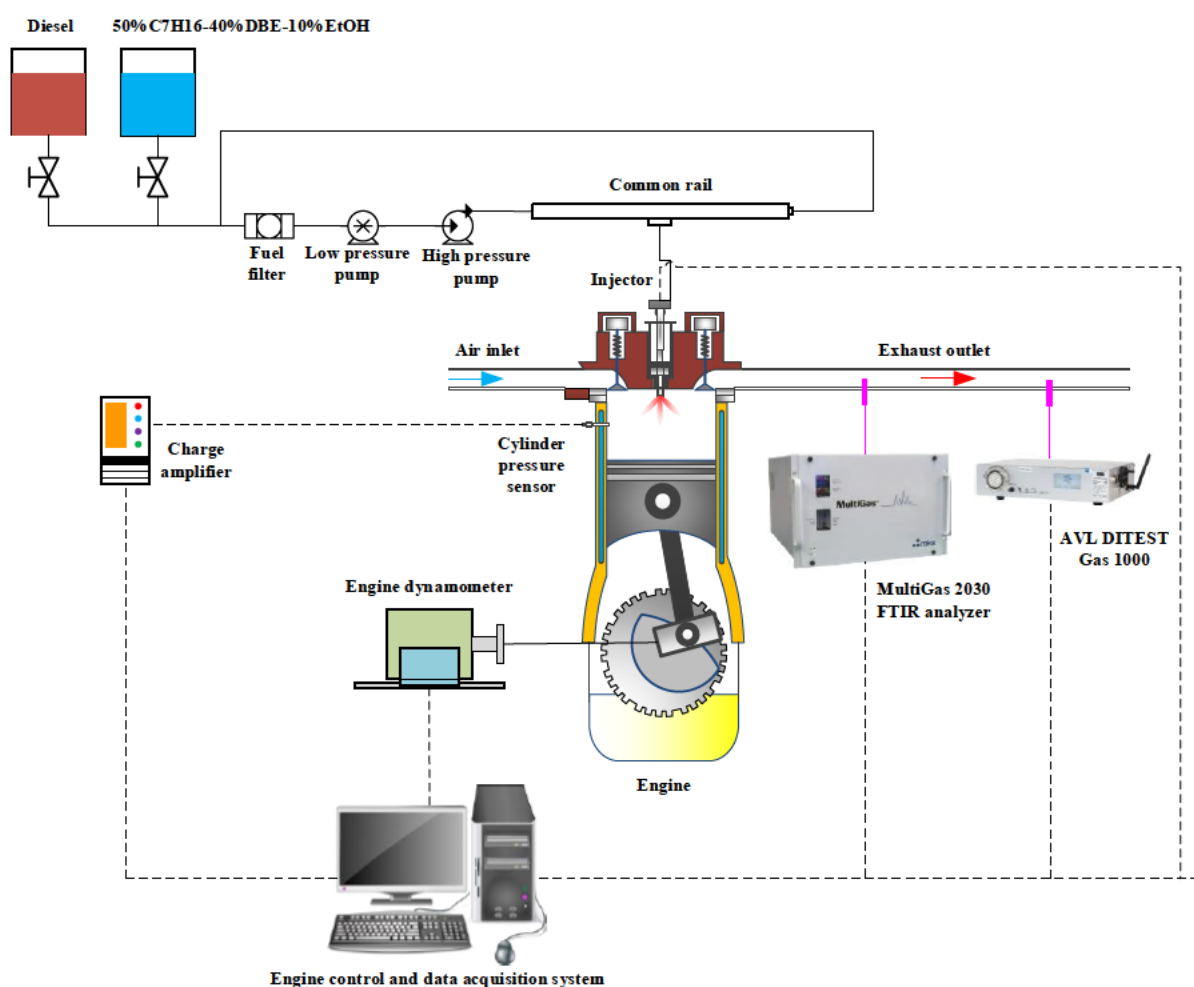 Diesel
50%C7H16-40%DBE-10%EtOH
Common rail
Fuel
filter
Low pressure
pump
High pressure
pump
Injector
Air inlet
Exhaust outlet
Charge
amplifier
Cylinder
pressure
sensor
MultiGas
AVL DITEST
Gas 1000
MultiGas 2030
FTIR analyzer
Engine dynamometer
Engine
Engine control and data acquisition system